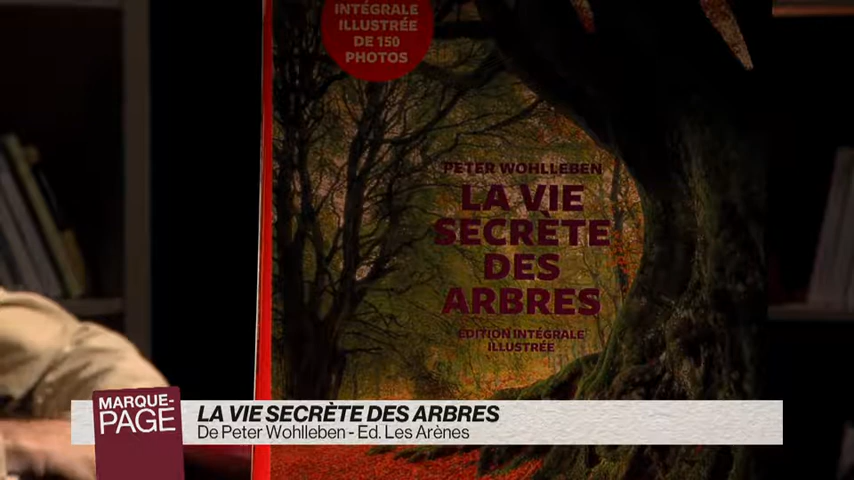 INTÉGRALE
ILLUSTRÉE
DE 150
PHOTOS
PETER WOHLLEBEN
LA VIE
SECRÈTE
DES
ARBRES
ÉDITION INTÉGRALE
ILLUSTRÉE
MARQUE-
PAGE
LA VIE SECRÈTE DES ARBRES
De Peter Wohlleben - Ed. Les Arènes